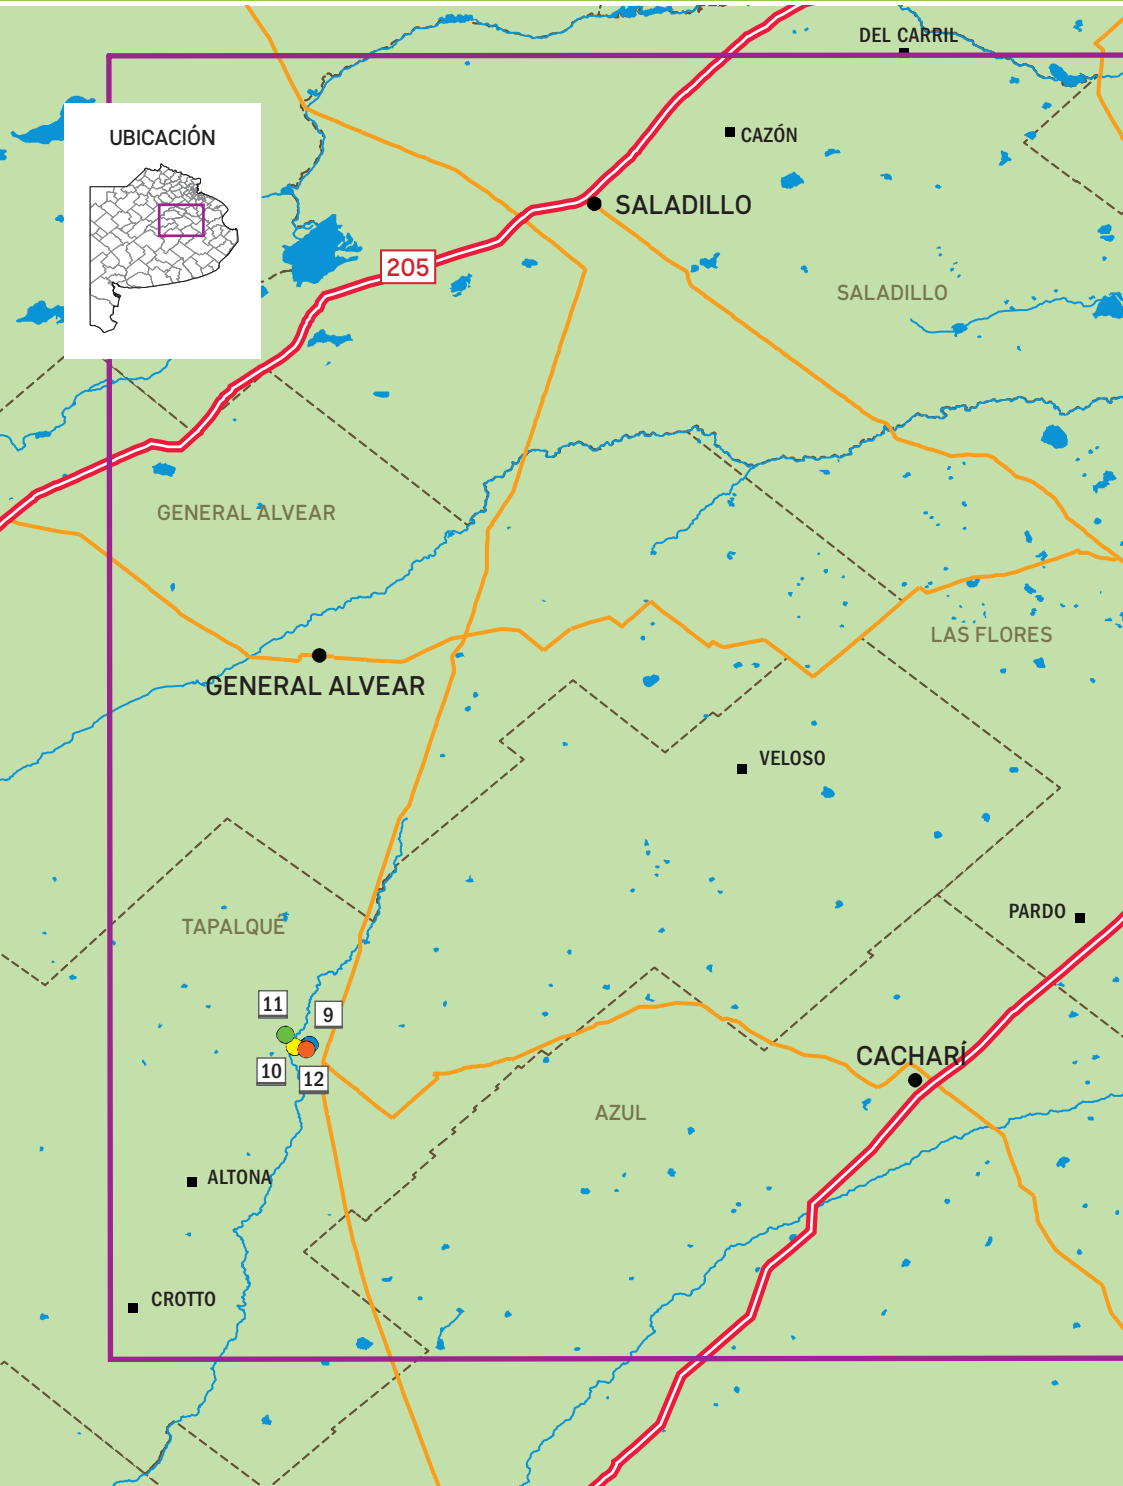 DEL CARRIL
UBICACIÓN
CAZÓN
SALADILLO
205
SALADILLO
GENERAL ALVEAR
LAS FLORES
GENERAL ALVEAR
VELOSO
PARDO
TAPALQUÉ
11
9
10
12
CACHARÍ
AZUL
ALTONA
CROTTO